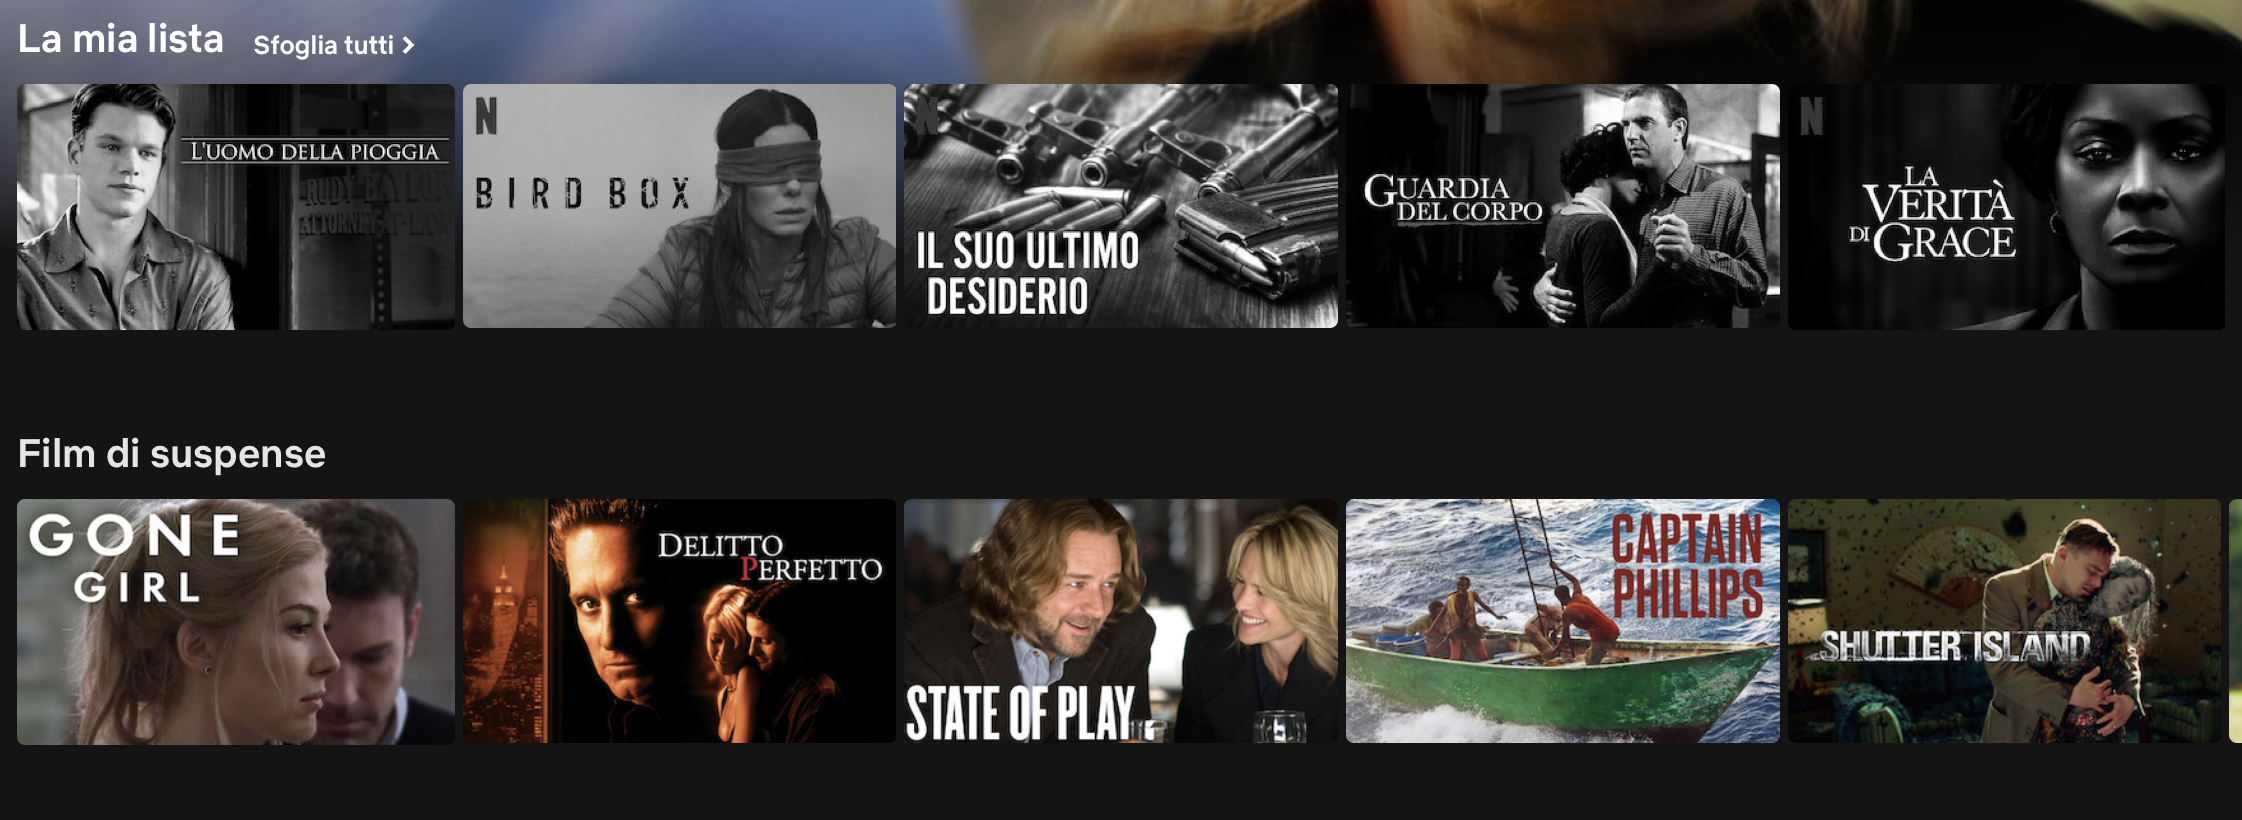 La mia lista
Sfoglia tutti >
L'UOMO DELLA PIOGGIA
RUDY BAYLOR
ATTORNEY-AT-LAW
N
BIRD BOX
N
IL SUO ULTIMO
DESIDERIO
GUARDIA
DEL CORPO
N
LA
VERITÀ
DI GRACE
Film di suspense
GONE
GIRL
DELITTO
PERFETTO
STATE OF PLAY
CAPTAIN
PHILLIPS
SHUTTER ISLAND